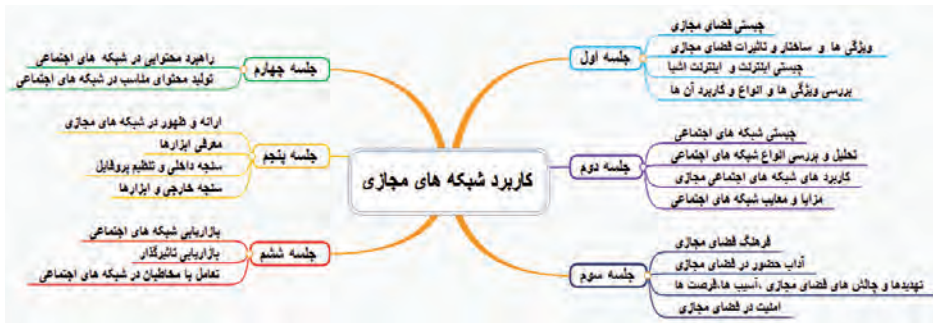 کاربرد شبکه های مجازی
جلسه اول
چیستی فضای مجازی
ویژگی ها و ساختار و تاثیرات فضای مجازی
چیستی اینترنت و اینترنت اشیا
بررسی ویژگی ها و انواع و کاربرد آن ها
جلسه دوم
چیستی شبکه های اجتماعی
تحلیل و بررسی انواع شبکه های اجتماعی
کاربرد های شبکه های اجتماعی مجازی
مزایا و معایب شبکه های اجتماعی
جلسه سوم
فرهنگ فضای مجازی
آداب حضور در فضای مجازی
تهدیدها و چالش های فضای مجازی ،آسیب ها،فرصت ها
امنیت در فضای مجازی
جلسه چهارم
راهبرد محتوایی در شبکه های اجتماعی
تولید محتوای مناسب در شبکه های اجتماعی
جلسه پنجم
ارائه و ظهور در شبکه های مجازی
معرفی ابزارها
سنجه داخلی و تنظیم پروفایل
سنجه خارجی و ابزارها
جلسه ششم
بازاریابی شبکه های اجتماعی
بازاریابی تاثیرگذار
تعامل با مخاطبان در شبکه های اجتماعی